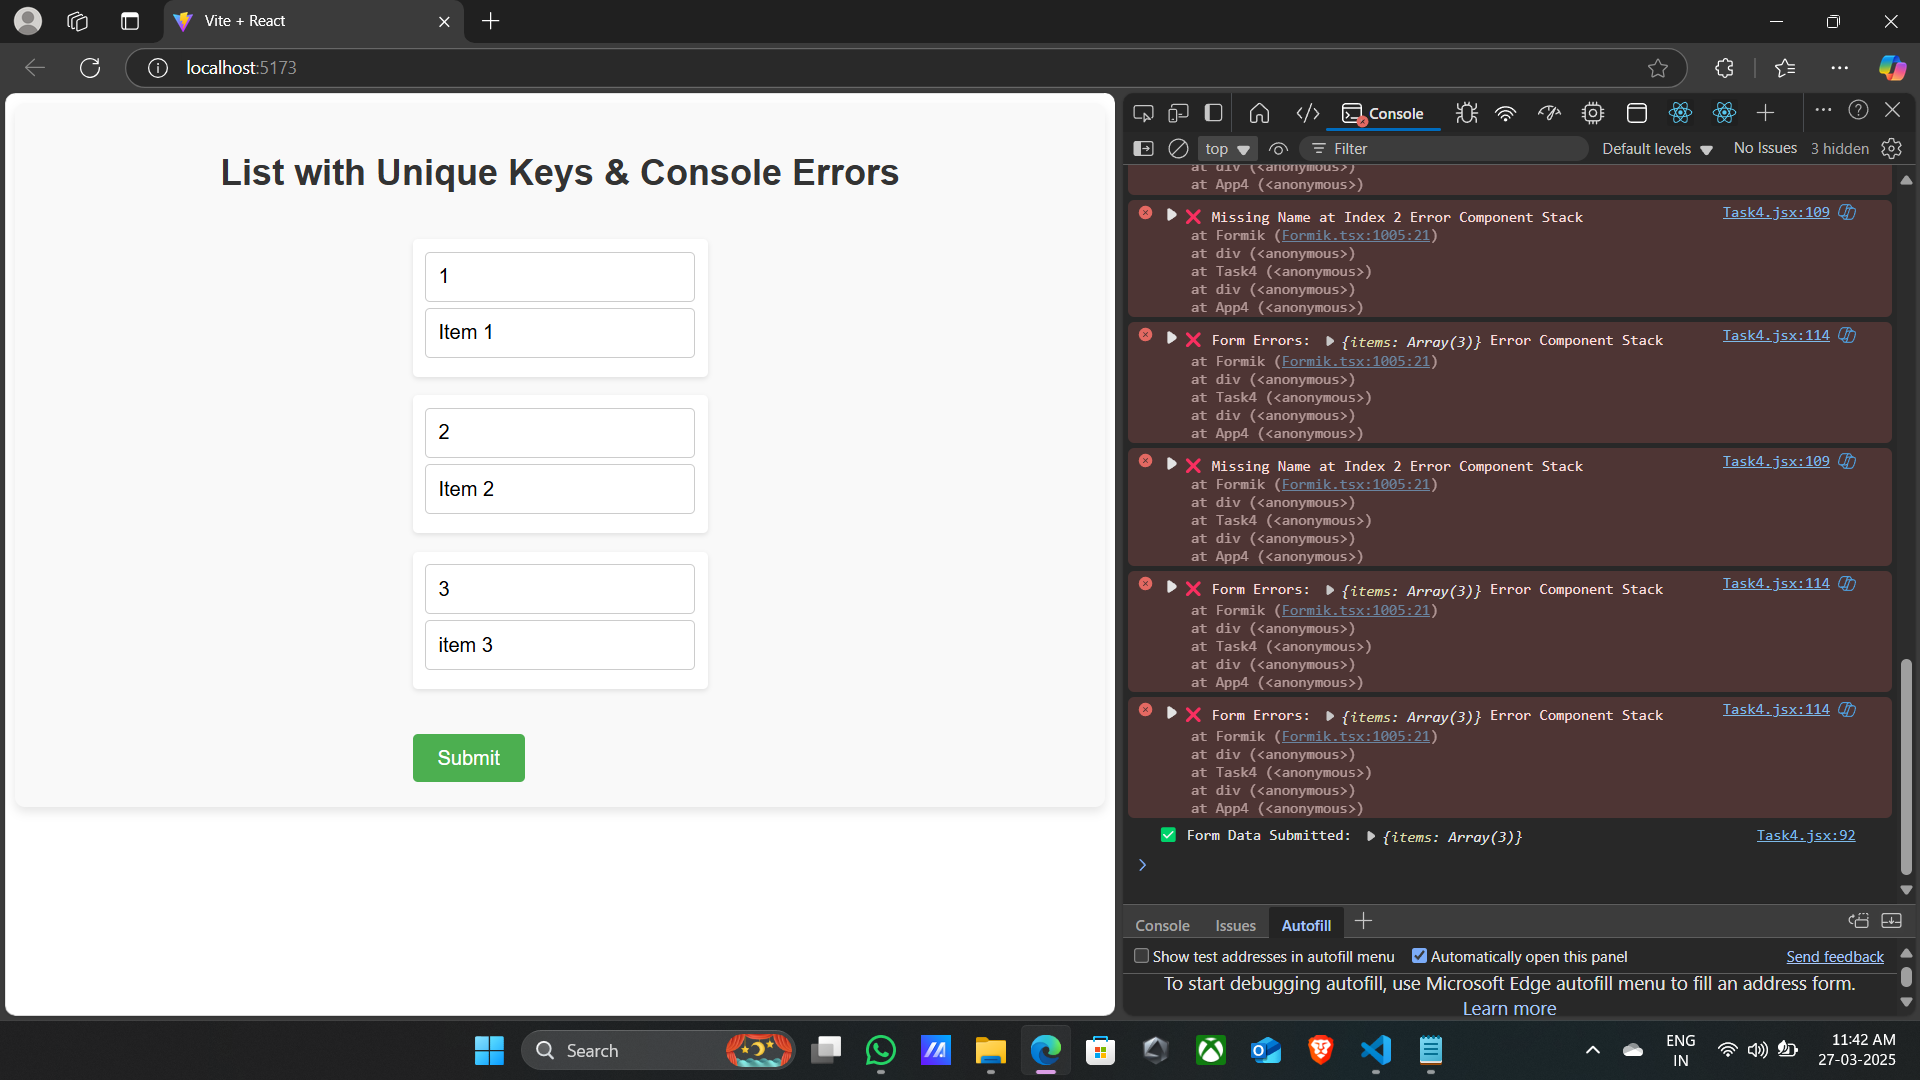 Vite + React
localhost:5173
List with Unique Keys & Console Errors
1
Item 1
2
Item 2
3
item 3
Submit
Console
top
Filter
Default levels
No Issues
3 hidden
at div (<anonymous>)
at App4 (<anonymous>)
Missing Name at Index 2 Error Component Stack Task4.jsx:109
at Formik (Formik.tsx:1005:21)
at div (<anonymous>)
at Task4 (<anonymous>)
at div (<anonymous>)
at App4 (<anonymous>)
Form Errors: {items: Array(3)} Error Component Stack Task4.jsx:114
at Formik (Formik.tsx:1005:21)
at div (<anonymous>)
at Task4 (<anonymous>)
at div (<anonymous>)
at App4 (<anonymous>)
Missing Name at Index 2 Error Component Stack Task4.jsx:109
at Formik (Formik.tsx:1005:21)
at div (<anonymous>)
at Task4 (<anonymous>)
at div (<anonymous>)
at App4 (<anonymous>)
Form Errors: {items: Array(3)} Error Component Stack Task4.jsx:114
at Formik (Formik.tsx:1005:21)
at div (<anonymous>)
at Task4 (<anonymous>)
at div (<anonymous>)
at App4 (<anonymous>)
Form Errors: {items: Array(3)} Error Component Stack Task4.jsx:114
at Formik (Formik.tsx:1005:21)
at div (<anonymous>)
at Task4 (<anonymous>)
at div (<anonymous>)
at App4 (<anonymous>)
Form Data Submitted: {items: Array(3)} Task4.jsx:92
Console Issues Autofill
Show test addresses in autofill menu Automatically open this panel Send feedback
To start debugging autofill, use Microsoft Edge autofill menu to fill an address form.
Learn more
Search
ENG
IN
11:42 AM
27-03-2025